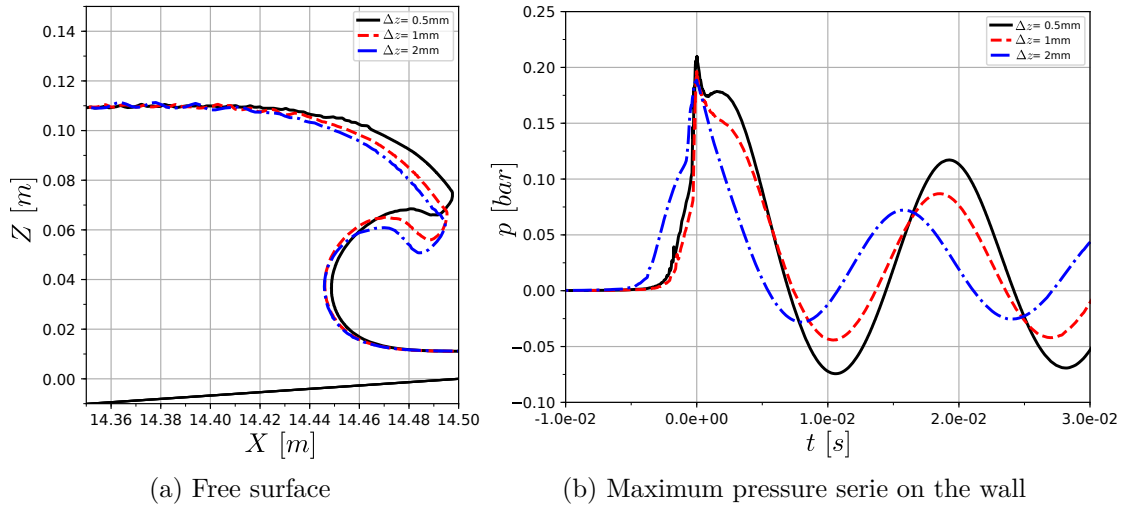 0.14
0.12
0.10
0.08
0.06
0.04
0.02
0.00
Z [m]
14.36 14.38 14.40 14.42 14.44 14.46 14.48 14.50
X [m]
Δz= 0.5mm
Δz= 1mm
Δz= 2mm
(a) Free surface
0.25
0.20
0.15
0.10
0.05
0.00
−0.05
−0.10
p [bar]
-1.0e-02 0.0e+00 1.0e-02 2.0e-02 3.0e-02
t [s]
Δz= 0.5mm
Δz= 1mm
Δz= 2mm
(b) Maximum pressure serie on the wall